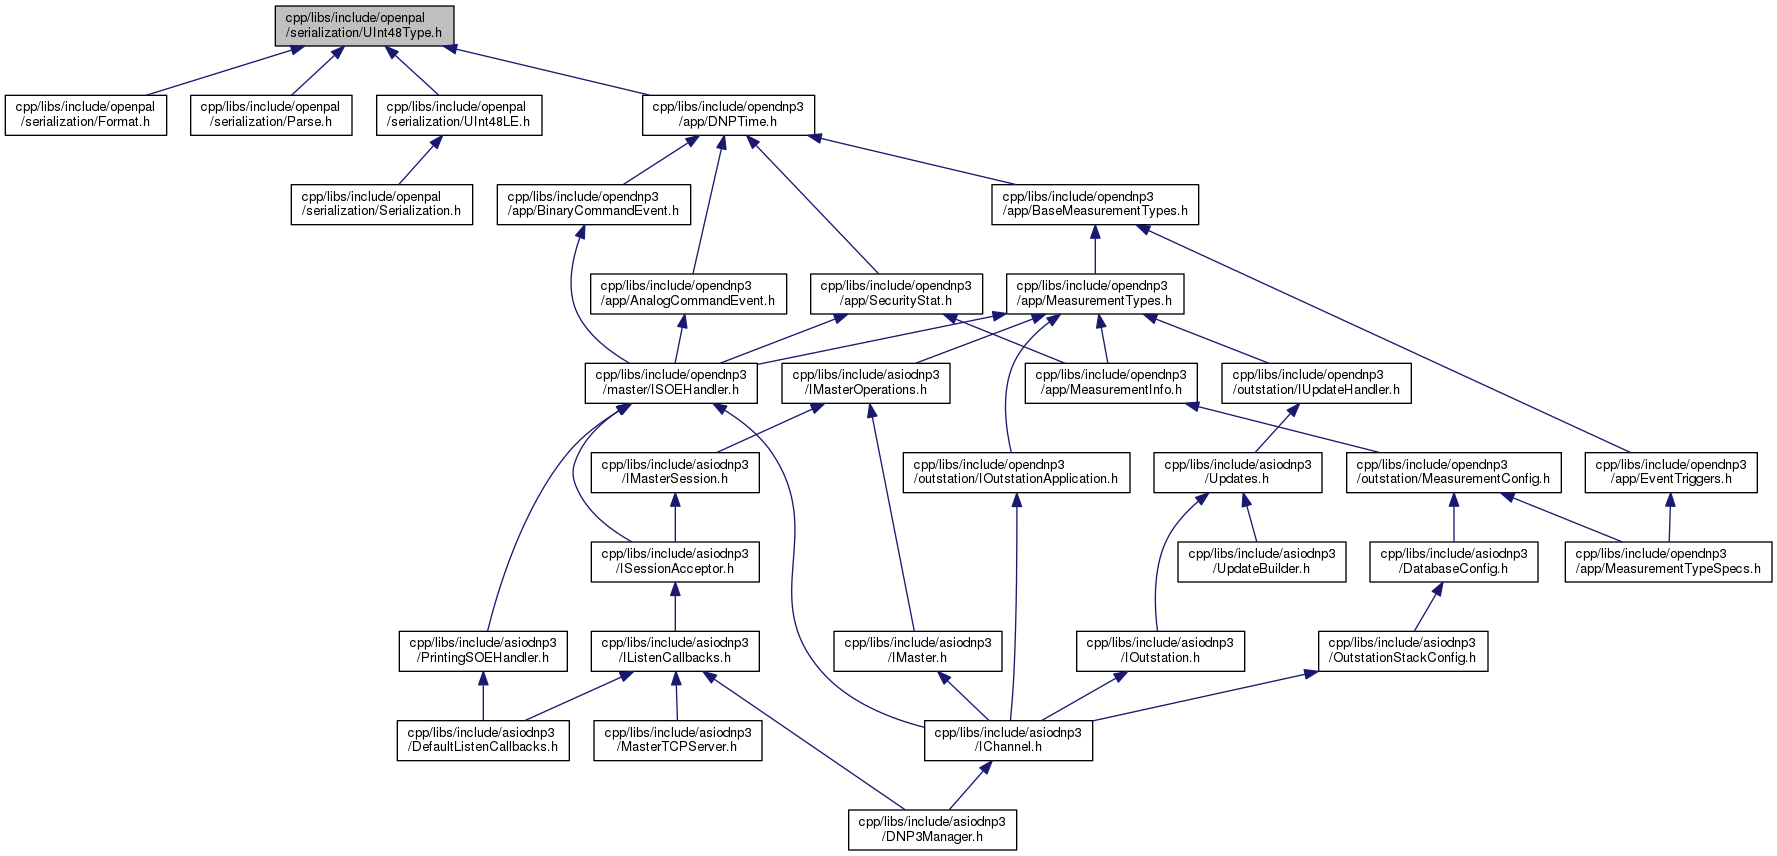 cpp/libs/include/openpal
/serialization/UInt48Type.h
cpp/libs/include/openpal
/serialization/Format.h
cpp/libs/include/openpal
/serialization/Parse.h
cpp/libs/include/openpal
/serialization/UInt48LE.h
cpp/libs/include/opendnp3
/app/DNPTime.h
cpp/libs/include/openpal
/serialization/Serialization.h
cpp/libs/include/opendnp3
/app/BinaryCommandEvent.h
cpp/libs/include/opendnp3
/app/BaseMeasurementTypes.h
cpp/libs/include/opendnp3
/app/AnalogCommandEvent.h
cpp/libs/include/opendnp3
/app/SecurityStat.h
cpp/libs/include/opendnp3
/app/MeasurementTypes.h
cpp/libs/include/opendnp3
/master/ISOEHandler.h
cpp/libs/include/asiodnp3
/IMasterOperations.h
cpp/libs/include/opendnp3
/app/MeasurementInfo.h
cpp/libs/include/opendnp3
/outstation/IUpdateHandler.h
cpp/libs/include/asiodnp3
/IMasterSession.h
cpp/libs/include/opendnp3
/outstation/IOutstationApplication.h
cpp/libs/include/asiodnp3
/Updates.h
cpp/libs/include/opendnp3
/outstation/MeasurementConfig.h
cpp/libs/include/opendnp3
/app/EventTriggers.h
cpp/libs/include/asiodnp3
/ISessionAcceptor.h
cpp/libs/include/asiodnp3
/UpdateBuilder.h
cpp/libs/include/asiodnp3
/DatabaseConfig.h
cpp/libs/include/opendnp3
/app/MeasurementTypeSpecs.h
cpp/libs/include/asiodnp3
/PrintingSOEHandler.h
cpp/libs/include/asiodnp3
/IListenCallbacks.h
cpp/libs/include/asiodnp3
/IMaster.h
cpp/libs/include/asiodnp3
/IOutstation.h
cpp/libs/include/asiodnp3
/OutstationStackConfig.h
cpp/libs/include/asiodnp3
/DefaultListenCallbacks.h
cpp/libs/include/asiodnp3
/MasterTCPServer.h
cpp/libs/include/asiodnp3
/IChannel.h
cpp/libs/include/asiodnp3
/DNP3Manager.h